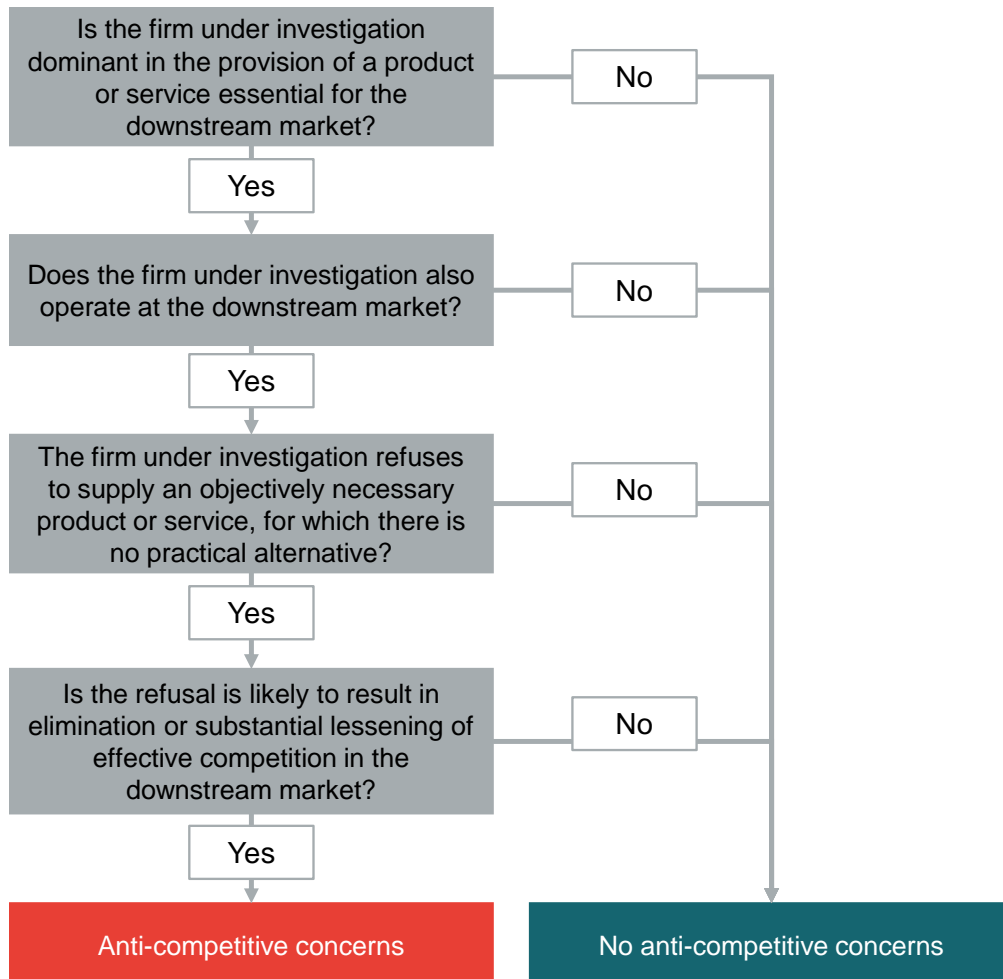 Is the firm under investigation
dominant in the provision of a product
or service essential for the
downstream market?
No
Yes
Does the firm under investigation also
operate at the downstream market?
No
Yes
The firm under investigation refuses
to supply an objectively necessary
product or service, for which there is
no practical alternative?
No
Yes
Is the refusal is likely to result in
elimination or substantial lessening of
effective competition in the
downstream market?
No
Yes
Anti-competitive concerns
No anti-competitive concerns